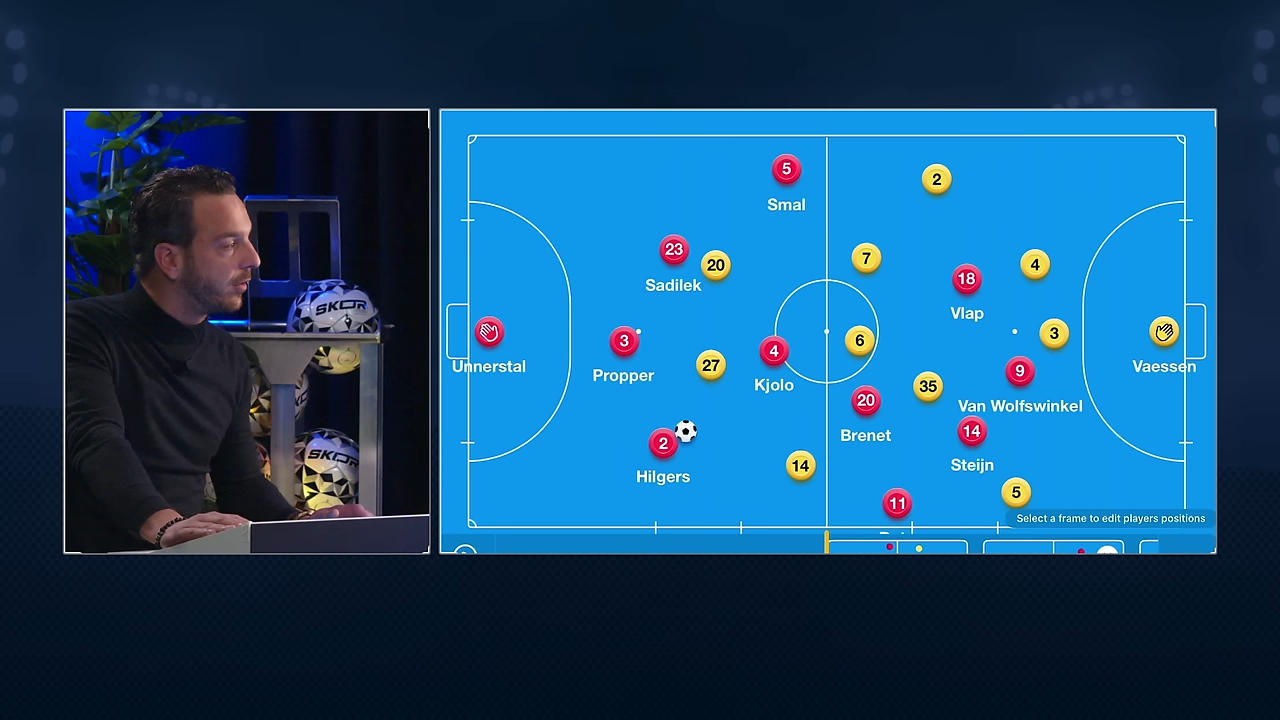 5
Smal
2
23
20
Sadilek
7
18
Vlap
4
Unnerstal
3
Propper
27
4
Kjolo
6
3
Vaessen
35
9
Van Wolfswinkel
20
Brenet
14
Steijn
2
Hilgers
14
11
5
Select a frame to edit players positions
SKOR
SKOR